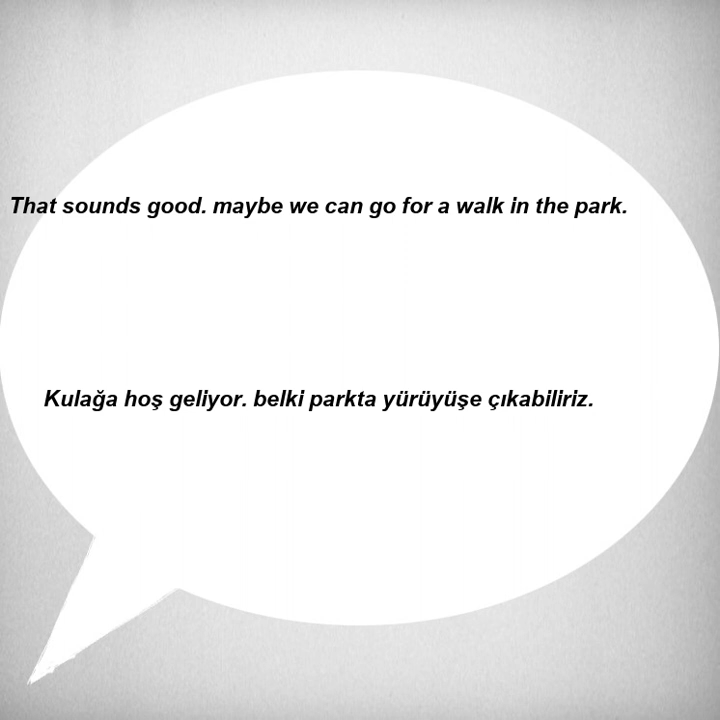 That sounds good. maybe we can go for a walk in the park.
Kulağa hoş geliyor. belki parkta yürüyüşe çıkabiliriz.